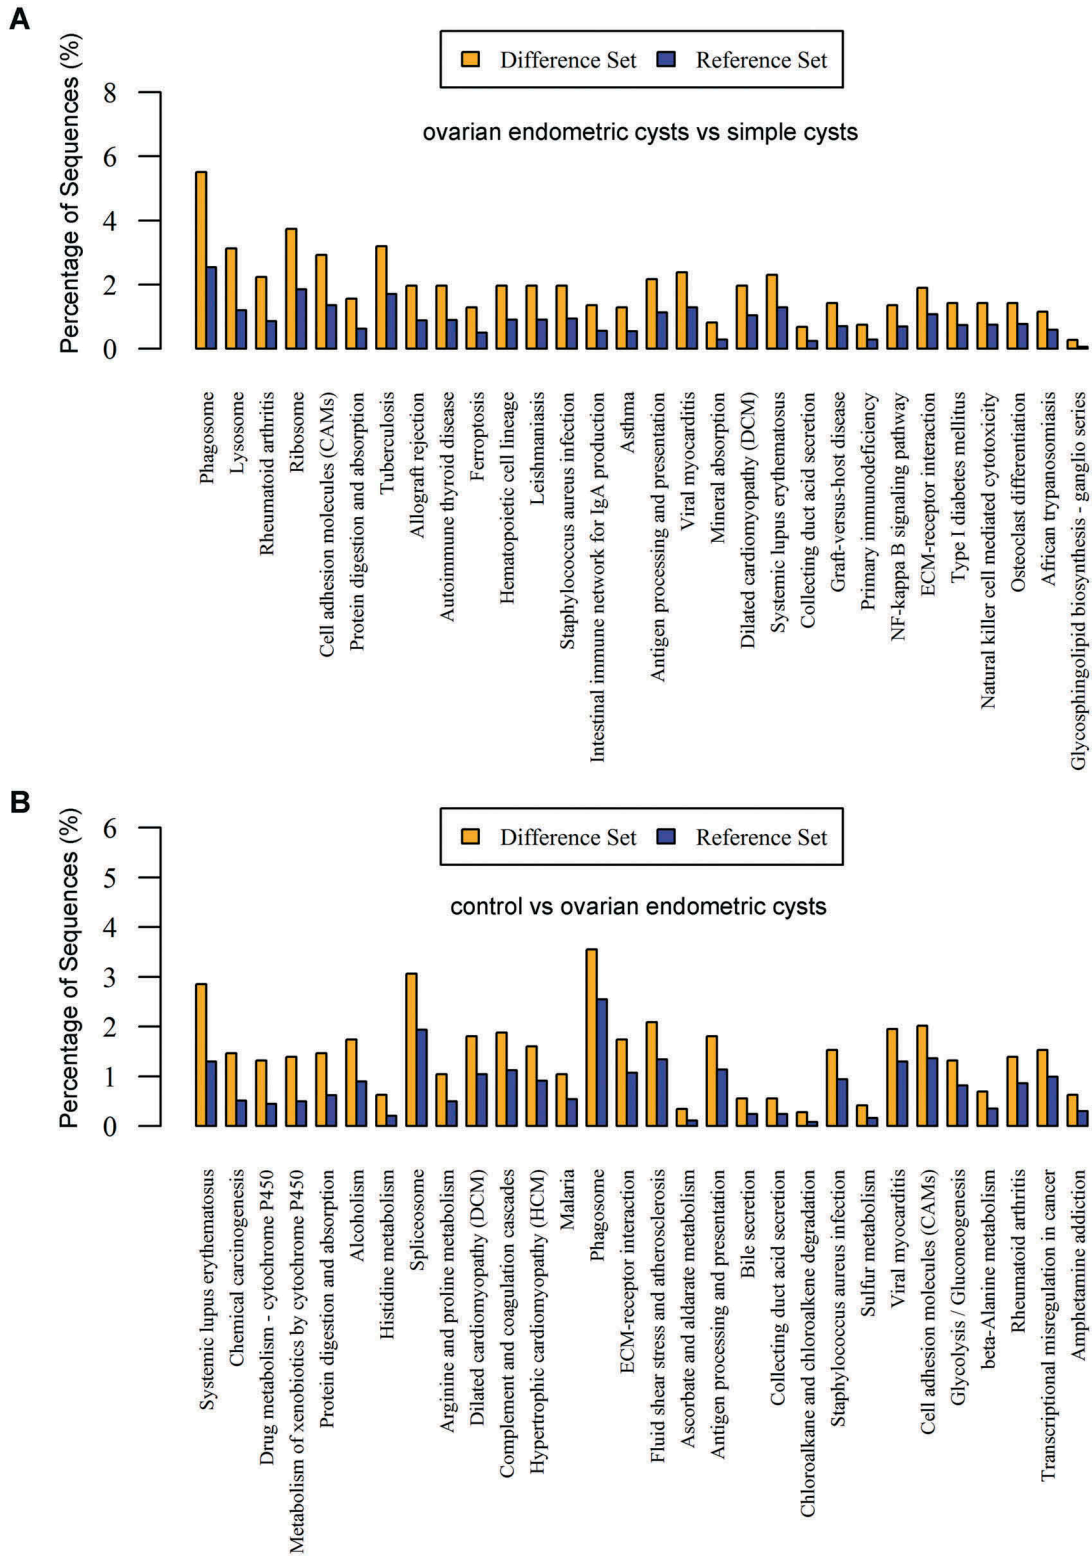 A
Difference Set
Reference Set
ovarian endometric cysts vs simple cysts
Percentage of Sequences (%)
8
6
4
2
0
Phagosome
Lysosome
Rheumatoid arthritis
Ribosome
Cell adhesion molecules (CAMs)
Protein digestion and absorption
Tuberculosis
Allograft rejection
Autoimmune thyroid disease
Ferroptosis
Hematopoietic cell lineage
Leishmaniasis
Staphylococcus aureus infection
Intestinal immune network for IgA production
Asthma
Antigen processing and presentation
Viral myocarditis
Mineral absorption
Dilated cardiomyopathy (DCM)
Systemic lupus erythematosus
Collecting duct acid secretion
Graft-versus-host disease
Primary immunodeficiency
NF-kappa B signaling pathway
ECM-receptor interaction
Type I diabetes mellitus
Natural killer cell mediated cytotoxicity
Osteoclast differentiation
African trypanosomiasis
Glycosphingolipid biosynthesis - ganglio series
B
Difference Set
Reference Set
control vs ovarian endometric cysts
Percentage of Sequences (%)
6
5
4
3
2
1
0
Systemic lupus erythematosus
Chemical carcinogenesis
Drug metabolism - cytochrome P450
Metabolism of xenobiotics by cytochrome P450
Protein digestion and absorption
Alcoholism
Histidine metabolism
Spliceosome
Arginine and proline metabolism
Dilated cardiomyopathy (DCM)
Complement and coagulation cascades
Hypertrophic cardiomyopathy (HCM)
Malaria
Phagosome
ECM-receptor interaction
Fluid shear stress and atherosclerosis
Ascorbate and aldarate metabolism
Antigen processing and presentation
Bile secretion
Collecting duct acid secretion
Chloroalkane and chloroalkene degradation
Staphylococcus aureus infection
Sulfur metabolism
Viral myocarditis
Cell adhesion molecules (CAMs)
Glycolysis / Gluconeogenesis
beta-Alanine metabolism
Rheumatoid arthritis
Transcriptional misregulation in cancer
Amphetamine addiction